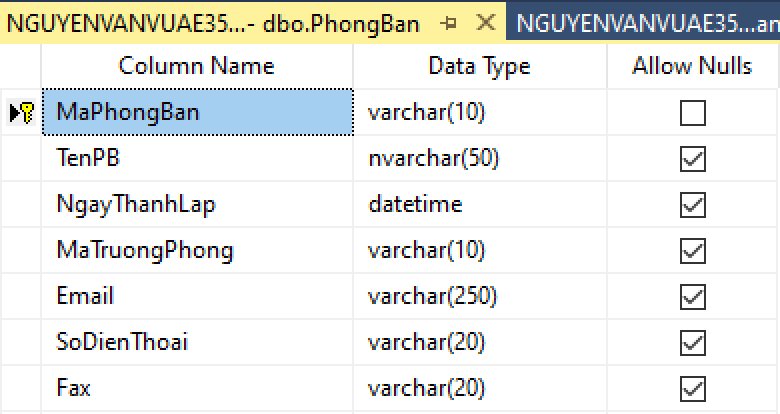 NGUYENVANVUAE35...- dbo.PhongBan NGUYENVANVUAE35...an
Column Name Data Type Allow Nulls
MaPhongBan varchar(10)
TenPB nvarchar(50)
NgayThanhLap datetime
MaTruongPhong varchar(10)
Email varchar(250)
SoDienThoai varchar(20)
Fax varchar(20)